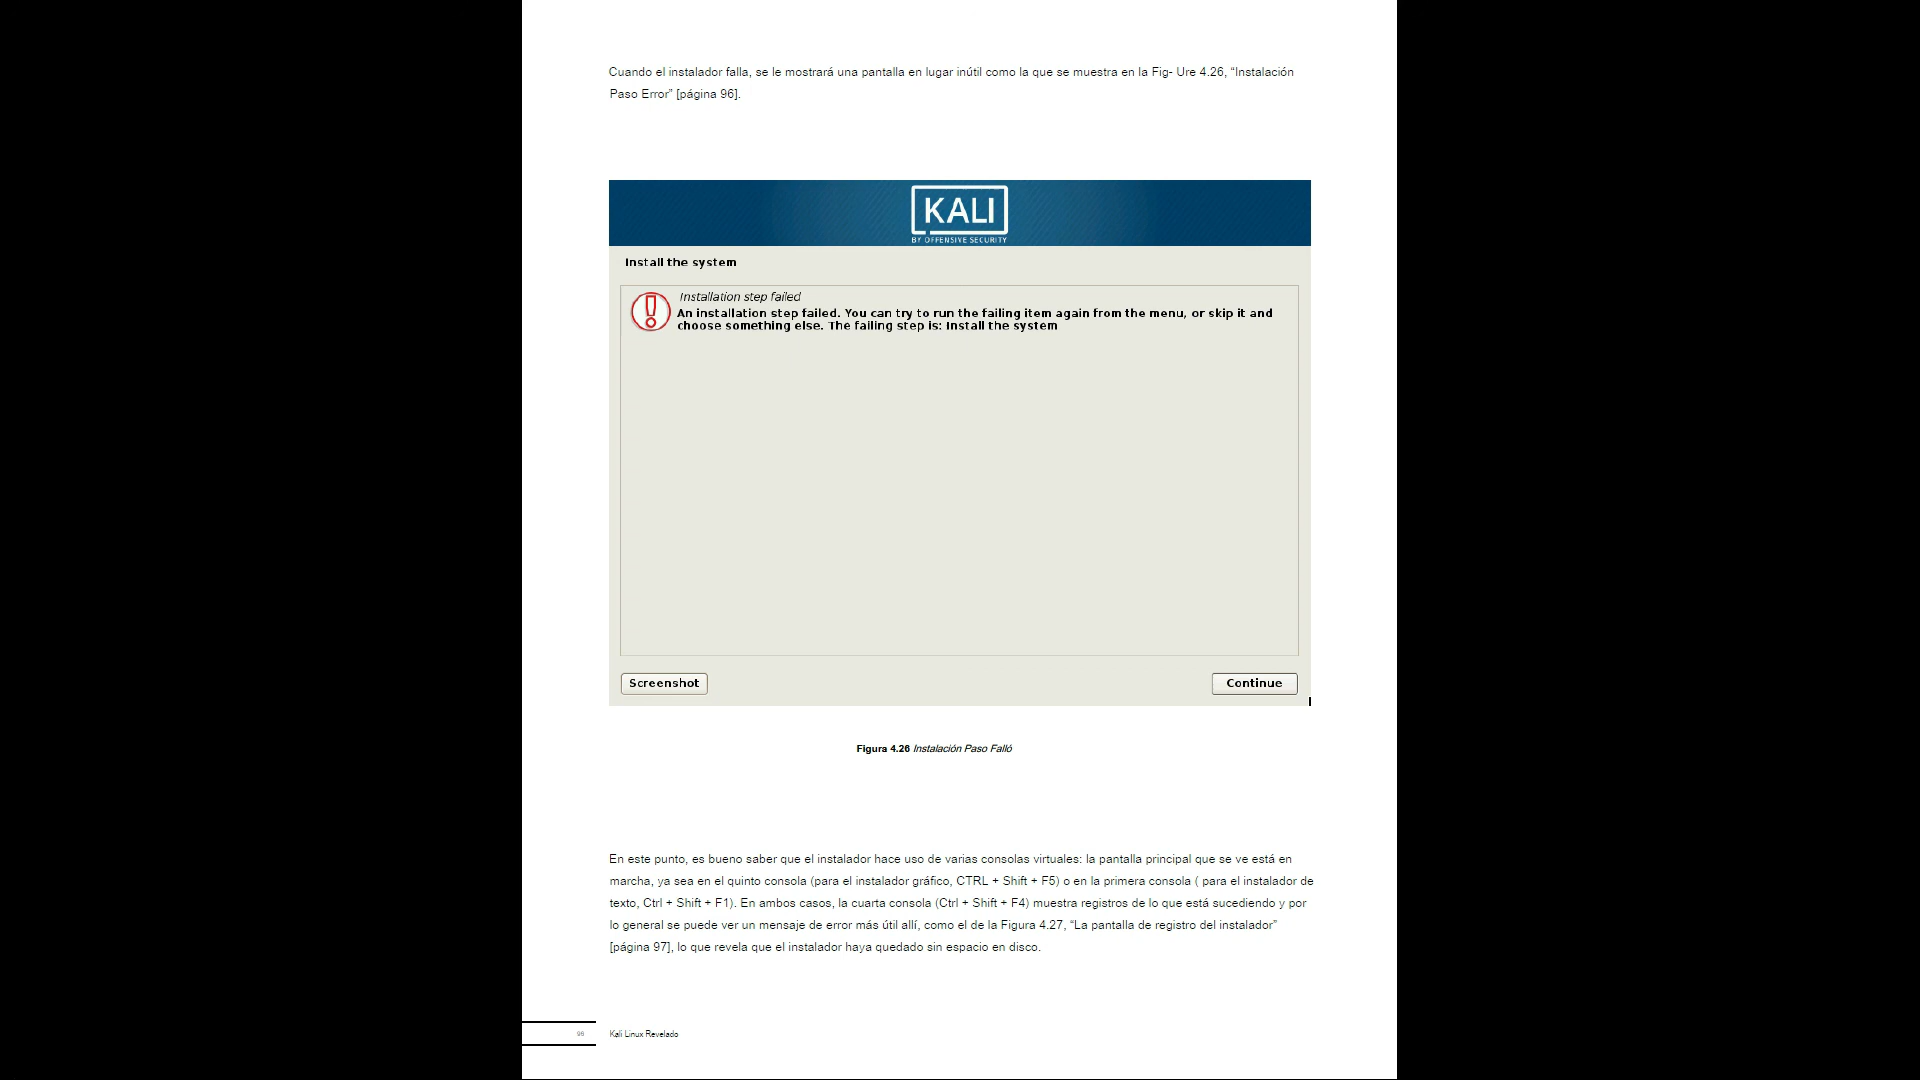 Cuando el instalador falla, se le mostrará una pantalla en lugar inútil como la que se muestra en la Fig- Ure 4.26, “Instalación
Paso Error” [página 96].
KALI
BY OFFENSIVE SECURITY
Install the system
Installation step failed
An installation step failed. You can try to run the failing item again from the menu, or skip it and
choose something else. The failing step is: Install the system
Screenshot
Continue
Figura 4.26 Instalación Paso Falló
En este punto, es bueno saber que el instalador hace uso de varias consolas virtuales: la pantalla principal que se ve está en
marcha, ya sea en el quinto consola (para el instalador gráfico, CTRL + Shift + F5) o en la primera consola ( para el instalador de
texto, Ctrl + Shift + F1). En ambos casos, la cuarta consola (Ctrl + Shift + F4) muestra registros de lo que está sucediendo y por
lo general se puede ver un mensaje de error más útil allí, como el de la Figura 4.27, “La pantalla de registro del instalador”
[página 97], lo que revela que el instalador haya quedado sin espacio en disco.
96
Kali Linux Revelado